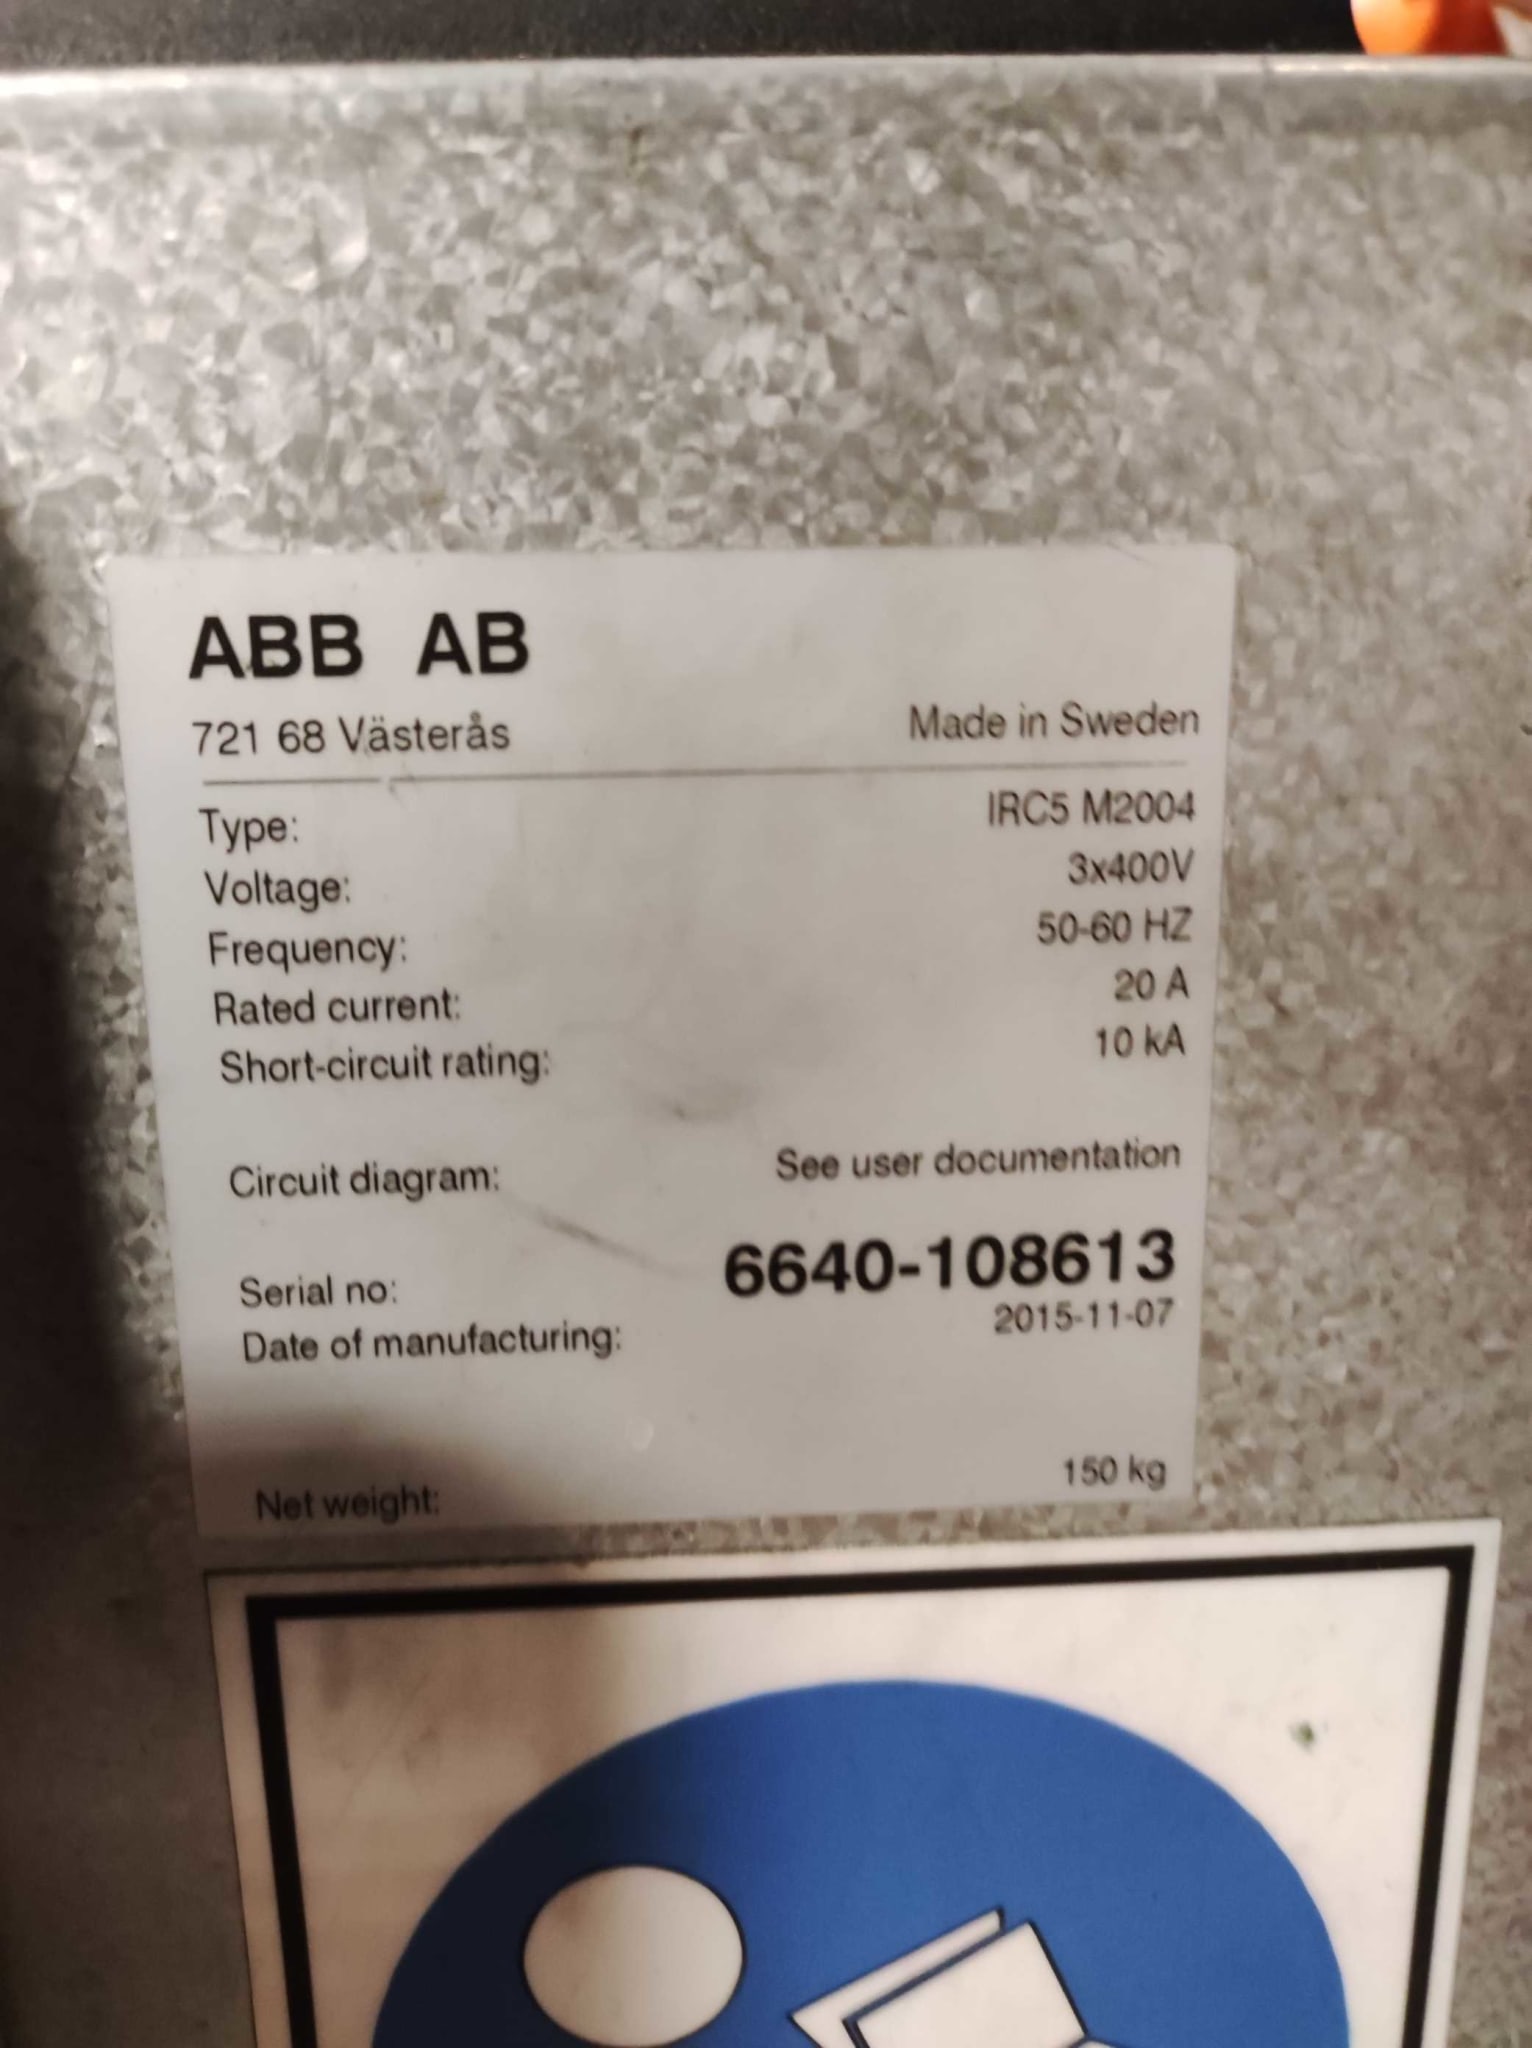 ABB AB
721 68 Västerås
Made in Sweden
Type: IRC5 M2004
Voltage: 3x400V
Frequency: 50-60 HZ
Rated current: 20 A
Short-circuit rating: 10 kA
Circuit diagram: See user documentation
Serial no: 6640-108613
Date of manufacturing: 2015-11-07
Net weight: 150 kg